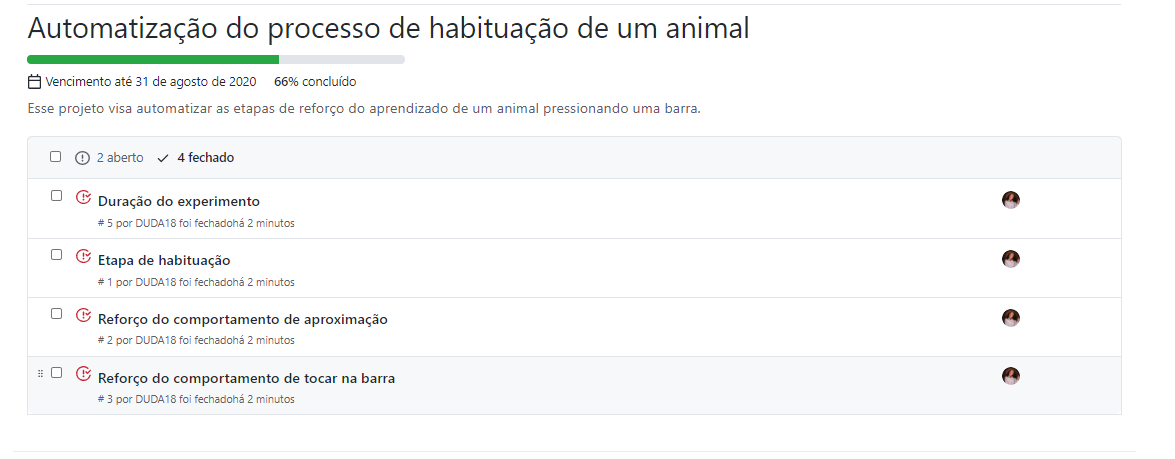 Automatização do processo de habituação de um animal
Vencimento até 31 de agosto de 2020 66% concluído
Esse projeto visa automatizar as etapas de reforço do aprendizado de um animal pressionando uma barra.
2 aberto 4 fechado
Duração do experimento
# 5 por DUDA18 foi fechadohá 2 minutos
Etapa de habituação
# 1 por DUDA18 foi fechadohá 2 minutos
Reforço do comportamento de aproximação
# 2 por DUDA18 foi fechadohá 2 minutos
Reforço do comportamento de tocar na barra
# 3 por DUDA18 foi fechadohá 2 minutos